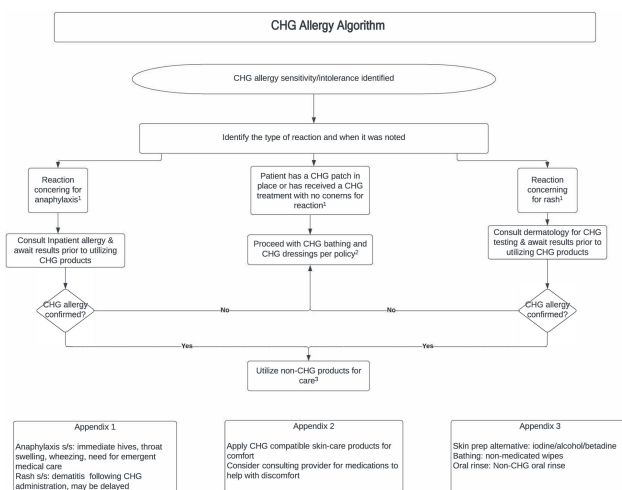 CHG Allergy Algorithm
CHG allergy sensitivity/intolerance identified
Identify the type of reaction and when it was noted
Reaction
concering for
anaphylaxis¹
Patient has a CHG patch in
place or has received a CHG
treatment with no conerns for
reaction¹
Reaction
concerning
for rash¹
Consult Inpatient allergy &
await results prior to utilizing
CHG products
Proceed with CHG bathing and
CHG dressings per policy²
Consult dermatology for CHG
testing & await results prior to
utilizing CHG products
CHG allergy
confirmed?
No
No
CHG allergy
confirmed?
Yes
Yes
Utilize non-CHG products for
care³
Appendix 1
Anaphylaxis s/s: immediate hives, throat
swelling, wheezing, need for emergent
medical care
Rash s/s: dematitis following CHG
administration, may be delayed
Appendix 2
Apply CHG compatible skin-care products for
comfort
Consider consulting provider for medications to
help with discomfort
Appendix 3
Skin prep alternative: iodine/alcohol/betadine
Bathing: non-medicated wipes
Oral rinse: Non-CHG oral rinse